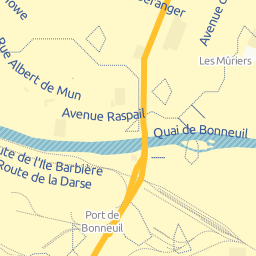 Rue Albert de Mun
Les Mûriers
Avenue Raspail
Quai de Bonneuil
Route de l'Ile Barbière
Route de la Darse
Port de
Bonneuil